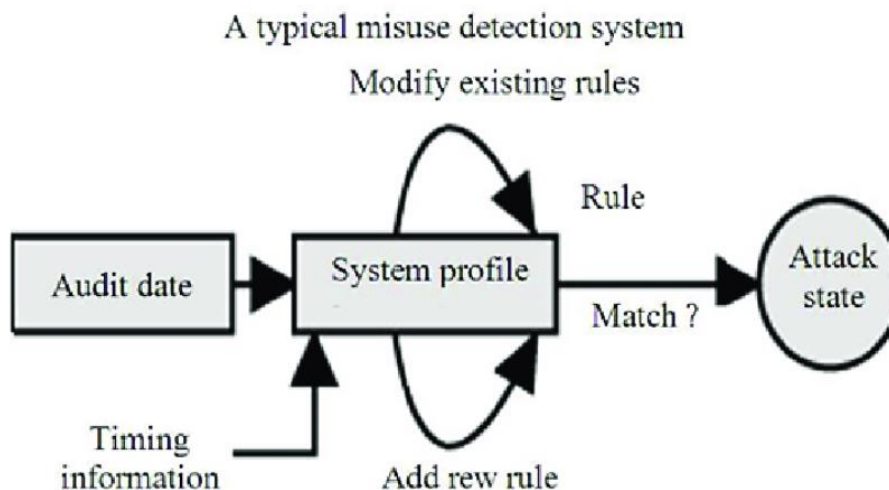 A typical misuse detection system
Modify existing rules
Rule
Audit date
System profile
Attack
state
Match ?
Timing
information
Add rew rule